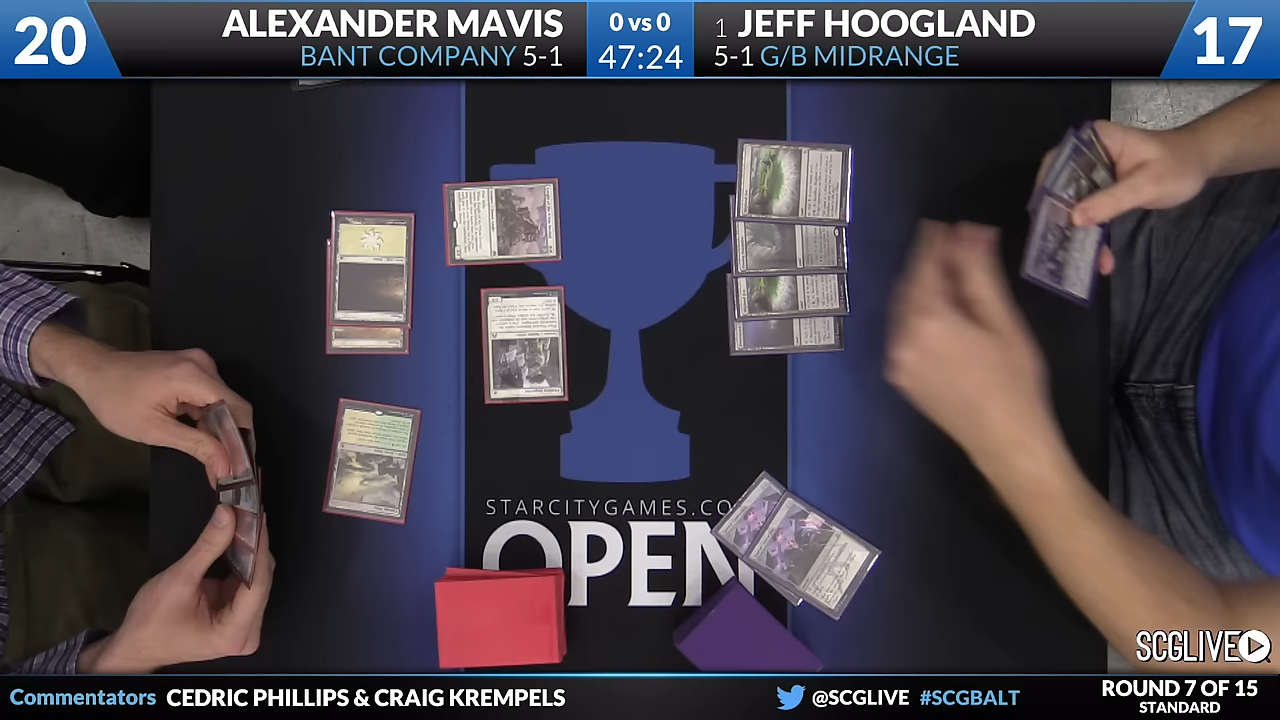 20
ALEXANDER MAVIS
BANT COMPANY 5-1
0 vs 0
47:24
1 JEFF HOOGLAND
5-1 G/B MIDRANGE
17
STARCITYGAMES.CO
OPEN
SCGLIVE
Commentators CEDRIC PHILLIPS & CRAIG KREMPELS
@SCGLIVE #SCGBALT
ROUND 7 OF 15
STANDARD